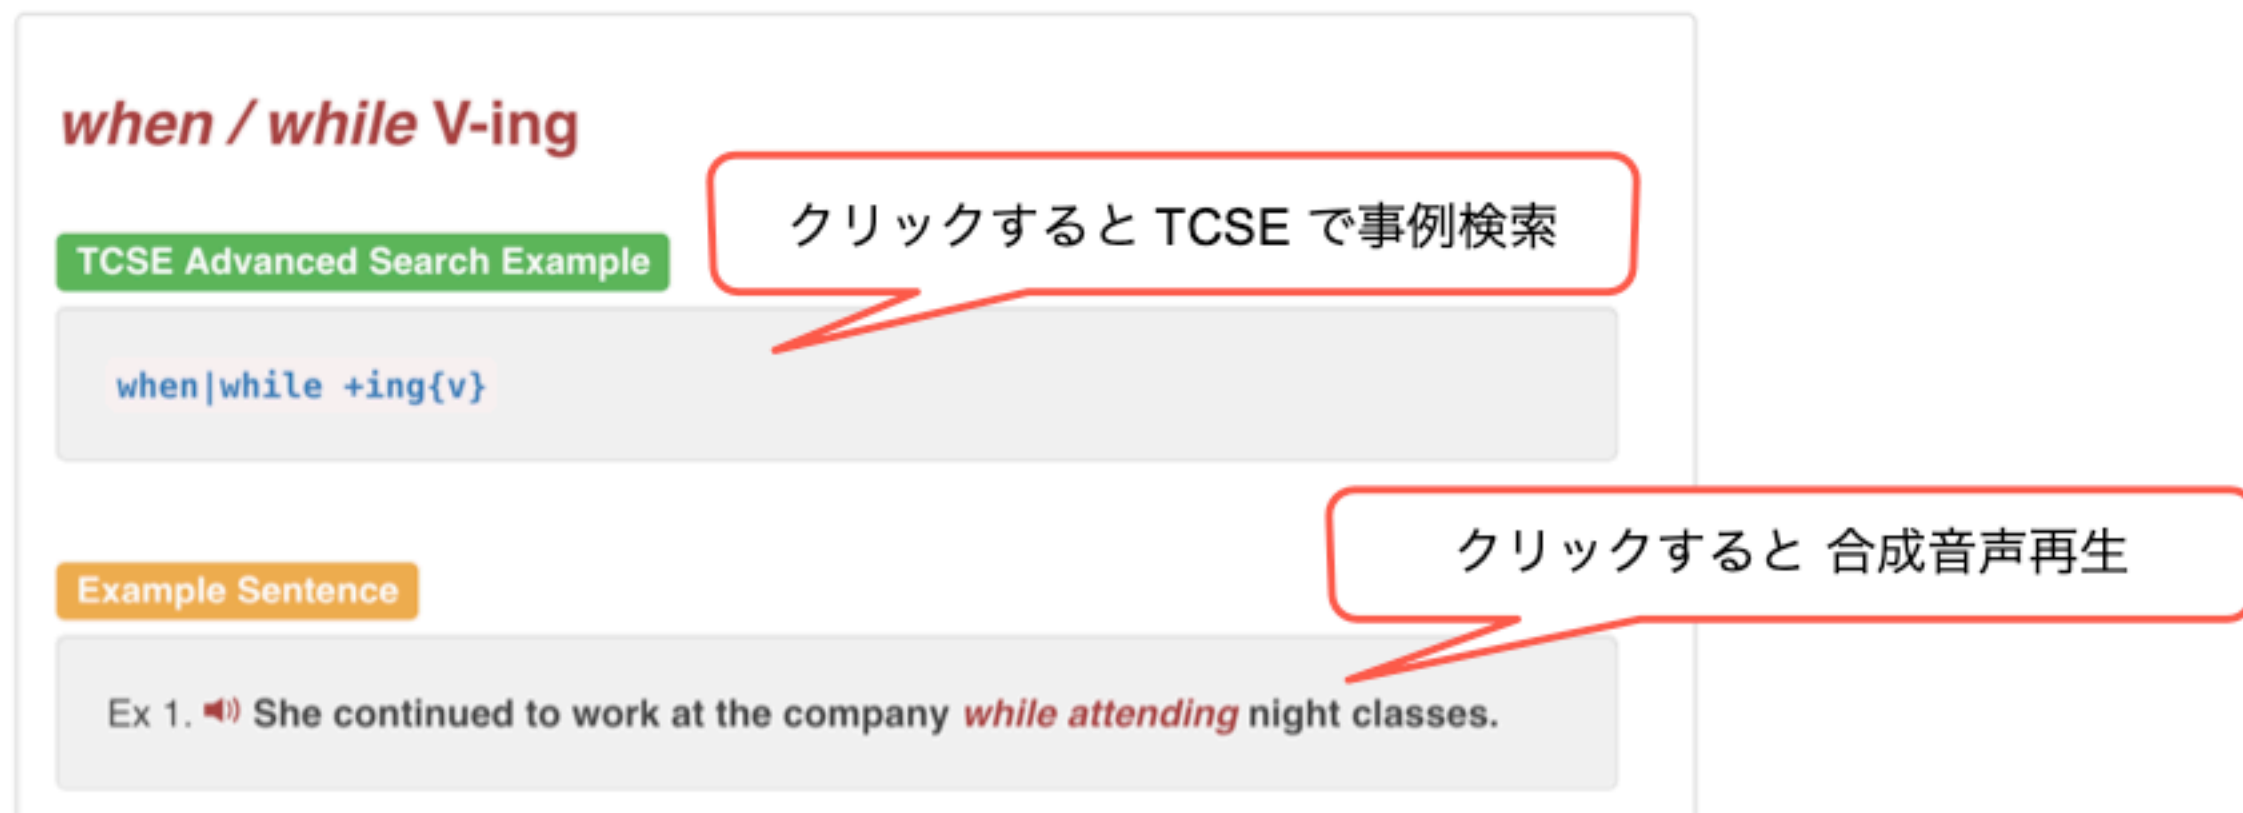 when / while V-ing
クリックすると TCSE で事例検索
TCSE Advanced Search Example
when|while +ing{v}
クリックすると 合成音声再生
Example Sentence
Ex 1. She continued to work at the company while attending night classes.